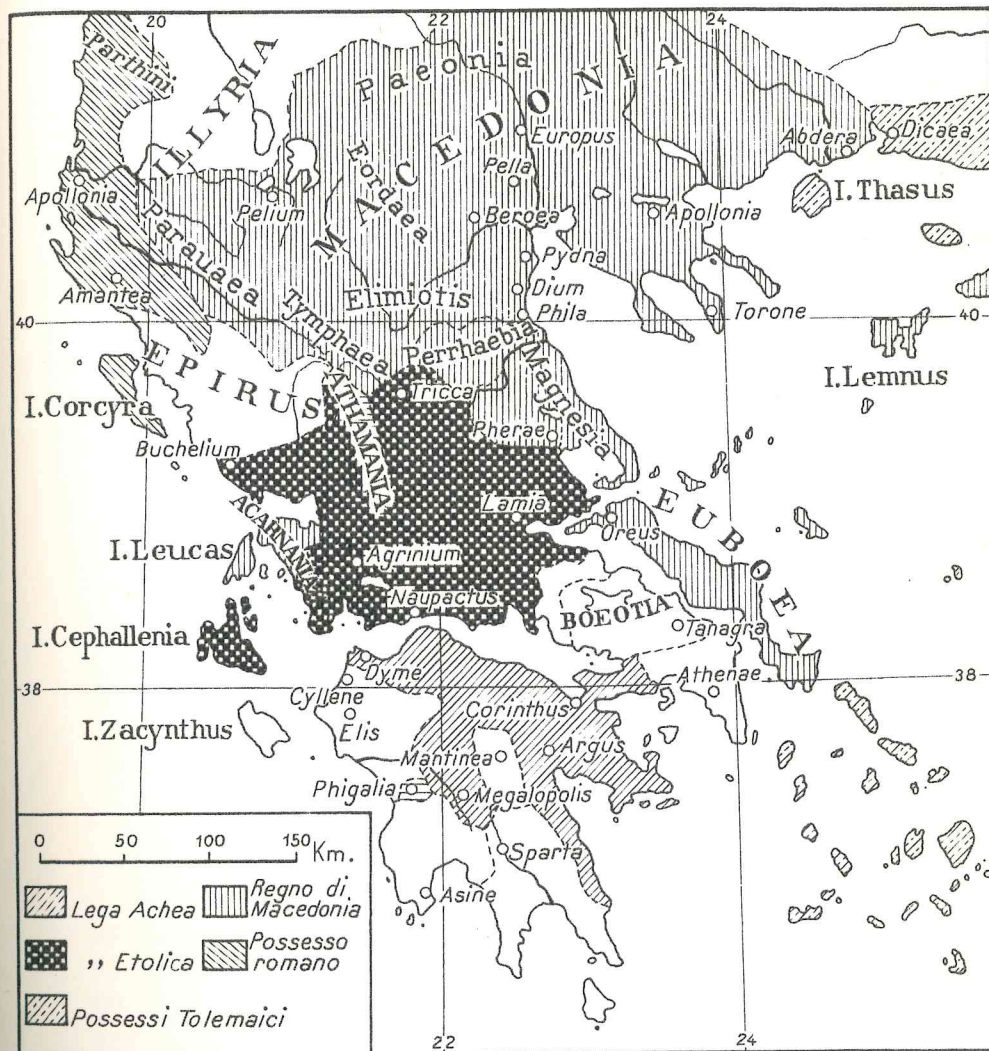 20
22
24
Parthini
ILLYRIA
Paeonia
MACEDONIA
Europus
Abdera
Dicaea
Eordaea
Pella
I.Thasus
Apollonia
Pelium
Beroea
Apollonia
Parauaea
Pydna
Amantea
Elimiotis
Dium
Tymphaea
Phila
Torone
40
40
Perrhaebia
EPIRUS
Magnesia
I.Lemnus
I.Corcyra
ATHAMANIA
Tricca
Pherae
Buchelium
ACARNANIA
Lamia
EUBOEA
Oreus
I.Leucas
Agrinium
Naupactus
BOEOTIA
I.Cephallenia
Tanagra
Dyme
38
Athenae
38
Cyllene
Corinthus
I.Zacynthus
Elis
Argus
Mantinea
Phigalia
Megalopolis
0 50 100 150 Km.
Sparta
Asine
Lega Achea
Regno di
Macedonia
,, Etolica
Possesso
romano
Possessi Tolemaici
22
24